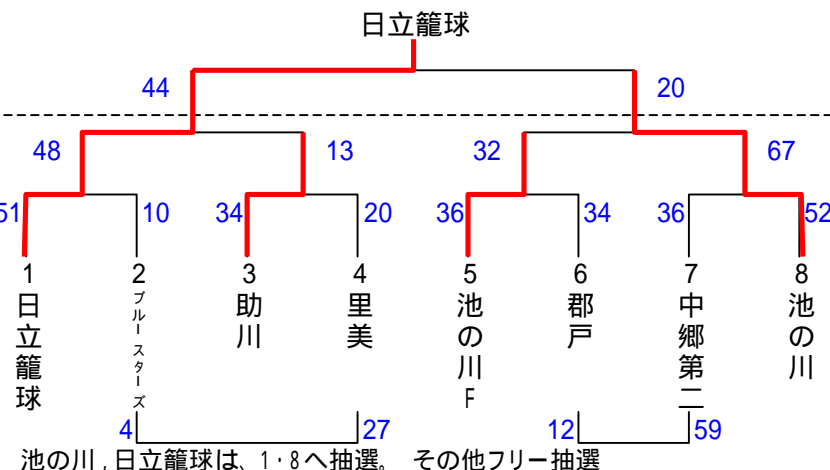 日立籠球
44 20
48 13 32 67
51 10 34 20 36 34 36 52
1 2 3 4 5 6 7 8
日立籠球
ブルースターズ
助川
里美
池の川F
郡戸
中郷第二
池の川
4 27 12 59
池の川,日立籠球は、1・8へ抽選。 その他フリー抽選